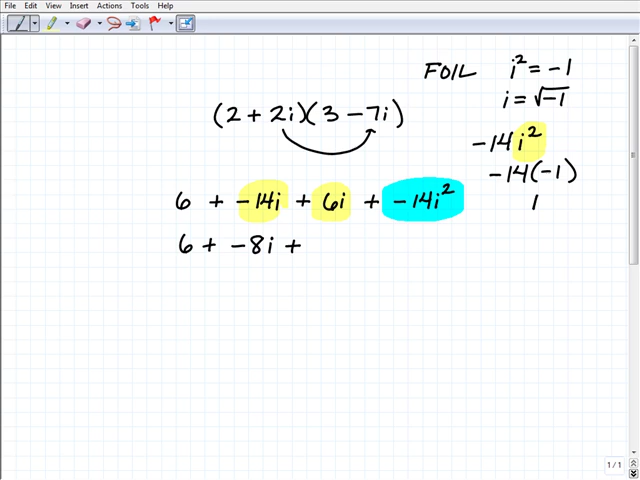 File Edit View Insert Actions Tools Help
FOIL i² = -1
i = √-1
(2 + 2i)(3 - 7i)
-14i²
-14(-1)
1
6 + -14i + 6i + -14i²
6 + -8i +
1/1